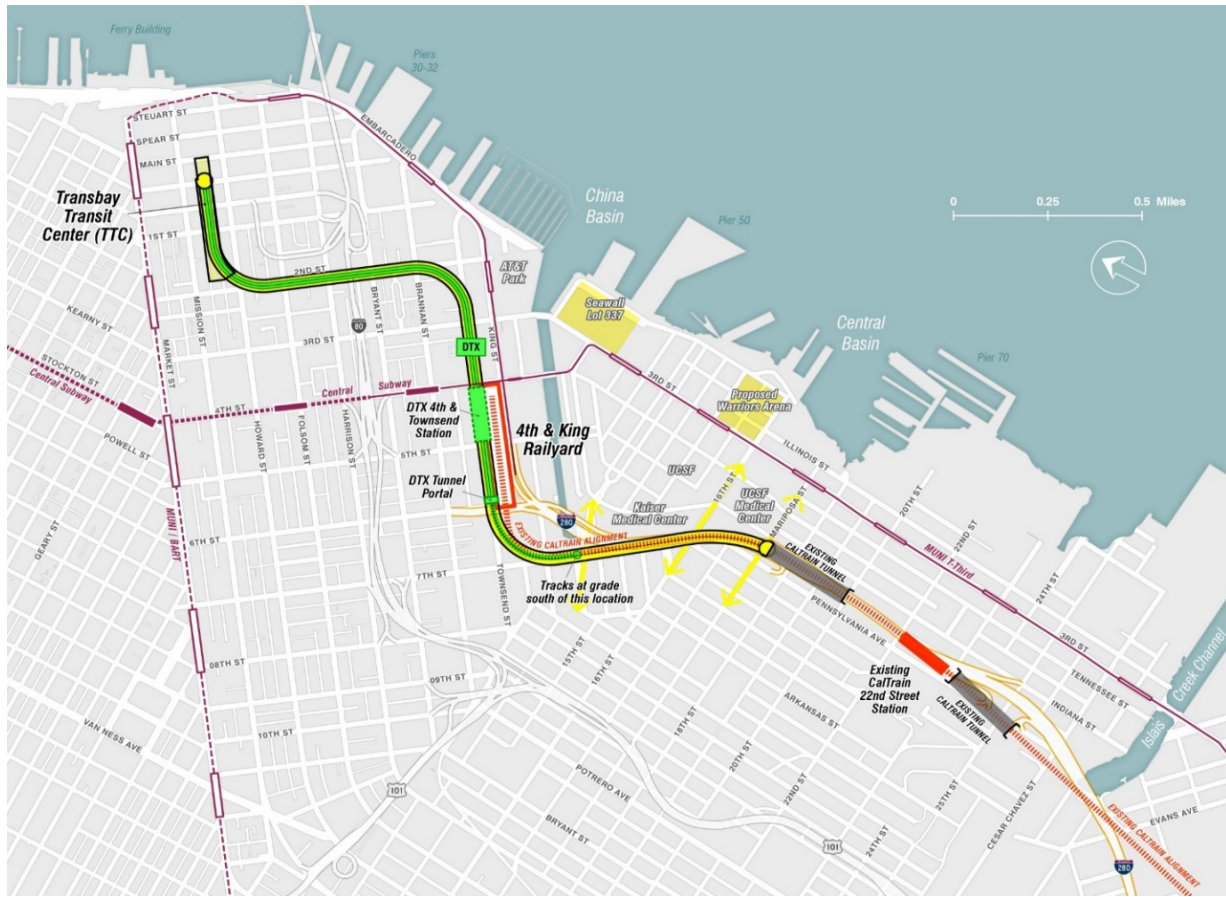 Ferry Building
Piers
30-32
STEUART ST
SPEAR ST
MAIN ST
EMBARCADERO
Transbay
Transit
Center (TTC)
China
Basin
Pier 50
0
0.25
0.5 Miles
1ST ST
2ND ST
AT&T
Park
Seawall
Lot 337
Central
Basin
Pier 70
KEARNY ST
MISSION ST
BRYANT ST
BRANNAN ST
80
3RD ST
KING ST
DTX
STOCKTON ST
Central Subway
MARKET ST
Central
Subway
4TH ST
3RD ST
Proposed
Warriors Arena
DTX 4th &
Townsend
Station
4th & King
Railyard
POWELL ST
HOWARD ST
FOLSOM ST
HARRISON ST
5TH ST
ILLINOIS ST
DTX Tunnel
Portal
UCSF
16TH ST
UCSF
Medical
Center
MARIPOSA ST
20TH ST
22ND ST
24TH ST
Kaiser
Medical Center
280
GEARY ST
MUNI / BART
6TH ST
EXISTING CALTRAIN ALIGNMENT
EXISTING
CALTRAIN TUNNEL
MUNI T-Third
7TH ST
TOWNSEND ST
Tracks at grade
south of this location
PENNSYLVANIA AVE
3RD ST
TENNESSEE ST
Creek Channel
Islais
08TH ST
09TH ST
15TH ST
16TH ST
Existing
CalTrain
22nd Street
Station
EXISTING
CALTRAIN TUNNEL
INDIANA ST
VAN NESS AVE
10TH ST
ARKANSAS ST
18TH ST
20TH ST
22ND ST
25TH ST
CESAR CHAVEZ ST
EVANS AVE
POTRERO AVE
101
BRYANT ST
24TH ST
101
EXISTING CALTRAIN ALIGNMENT
280